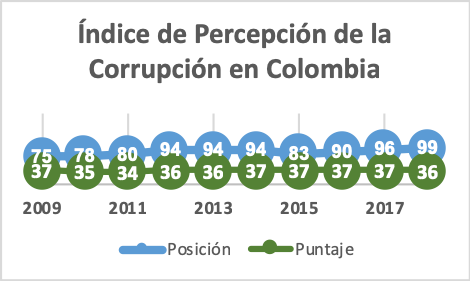 Índice de Percepción de la
Corrupción en Colombia
75 78 80 94 94 94 83 90 96 99
37 35 34 36 36 37 37 37 37 36
2009 2011 2013 2015 2017
Posición Puntaje